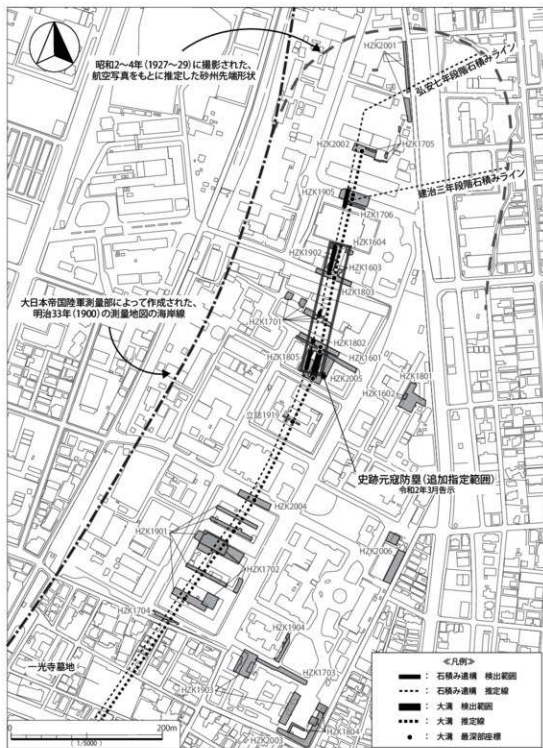 昭和2～4年(1927～29)に撮影された、
航空写真をもとに推定した砂州先端形状
HZK2001
弘安七年段階石積みライン
HZK2002
HZK1705
建治三年段階石積みライン
HZK1905
HZK1706
HZK1604
HZK1902
HZK1603
HZK1803
大日本帝国陸軍測量部によって作成された、
明治33年(1900)の測量地図の海岸線
HZK1701
HZK1802
HZK1805
HZK1601
HZK2005
HZK1801
HZK1602
立訪1919
史跡元寇防塁(追加指定範囲)
令和2年3月告示
HZK2004
HZK1901
HZK2006
HZK1702
HZK1704
HZK1904
一光寺墓地
HZK1703
HZK1903
HZK2003
HZK1804
0
200m
(1/5000)
≪凡例≫
： 石積み遺構 検出範囲
： 石積み遺構 推定線
： 大溝 検出範囲
： 大溝 推定線
： 大溝 最深部座標